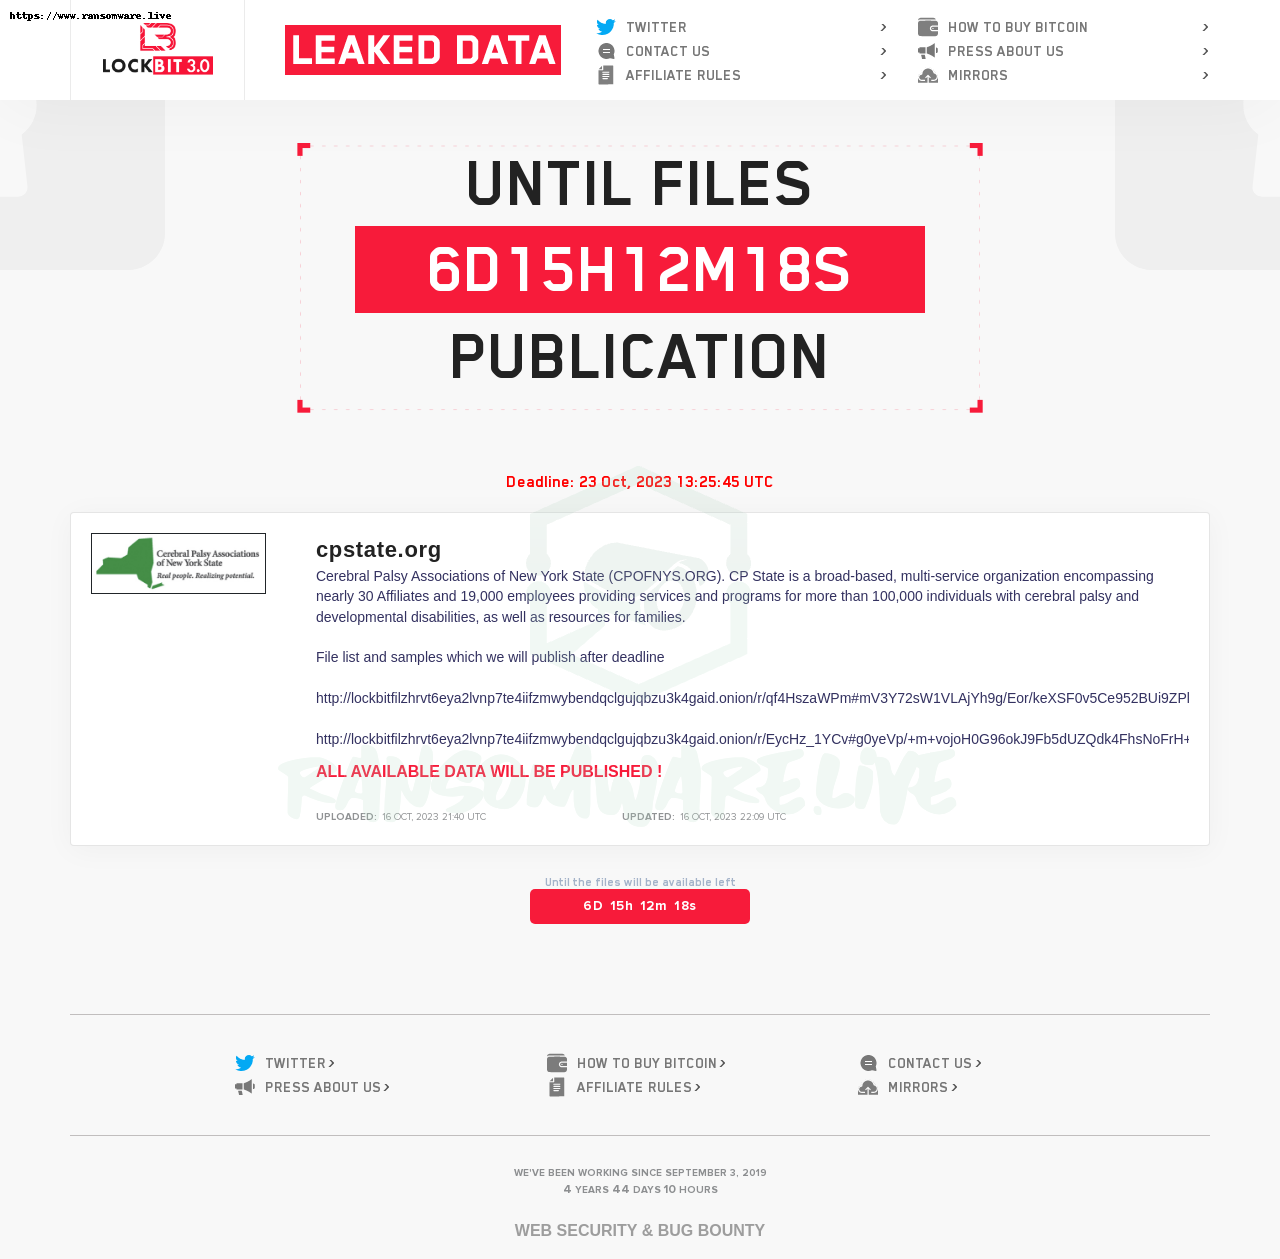 https://www.ransomware.live
LOCKBIT 3.0
LEAKED DATA
TWITTER >
CONTACT US >
AFFILIATE RULES >
HOW TO BUY BITCOIN >
PRESS ABOUT US >
MIRRORS >
UNTIL FILES
6D15H12M18S
PUBLICATION
Deadline: 23 Oct, 2023 13:25:45 UTC
Cerebral Palsy Associations
of New York State
Real people. Realizing potential.
cpstate.org
Cerebral Palsy Associations of New York State (CPOFNYS.ORG). CP State is a broad-based, multi-service organization encompassing
nearly 30 Affiliates and 19,000 employees providing services and programs for more than 100,000 individuals with cerebral palsy and
developmental disabilities, as well as resources for families.
File list and samples which we will publish after deadline
http://lockbitfilzhrvt6eya2lvnp7te4iifzmwybendqclgujqbzu3k4gaid.onion/r/qf4HszaWPm#mV3Y72sW1VLAjYh9g/Eor/keXSF0v5Ce952BUi9ZPl
http://lockbitfilzhrvt6eya2lvnp7te4iifzmwybendqclgujqbzu3k4gaid.onion/r/EycHz_1YCv#g0yeVp/+m+vojoH0G96okJ9Fb5dUZQdk4FhsNoFrH+
ALL AVAILABLE DATA WILL BE PUBLISHED !
RANSOMWARE.LIVE
UPLOADED: 16 OCT, 2023 21:40 UTC
UPDATED: 16 OCT, 2023 22:09 UTC
Until the files will be available left
6D 15h 12m 18s
TWITTER >
HOW TO BUY BITCOIN >
CONTACT US >
PRESS ABOUT US >
AFFILIATE RULES >
MIRRORS >
WE'VE BEEN WORKING SINCE SEPTEMBER 3, 2019
4 YEARS 44 DAYS 10 HOURS
WEB SECURITY & BUG BOUNTY